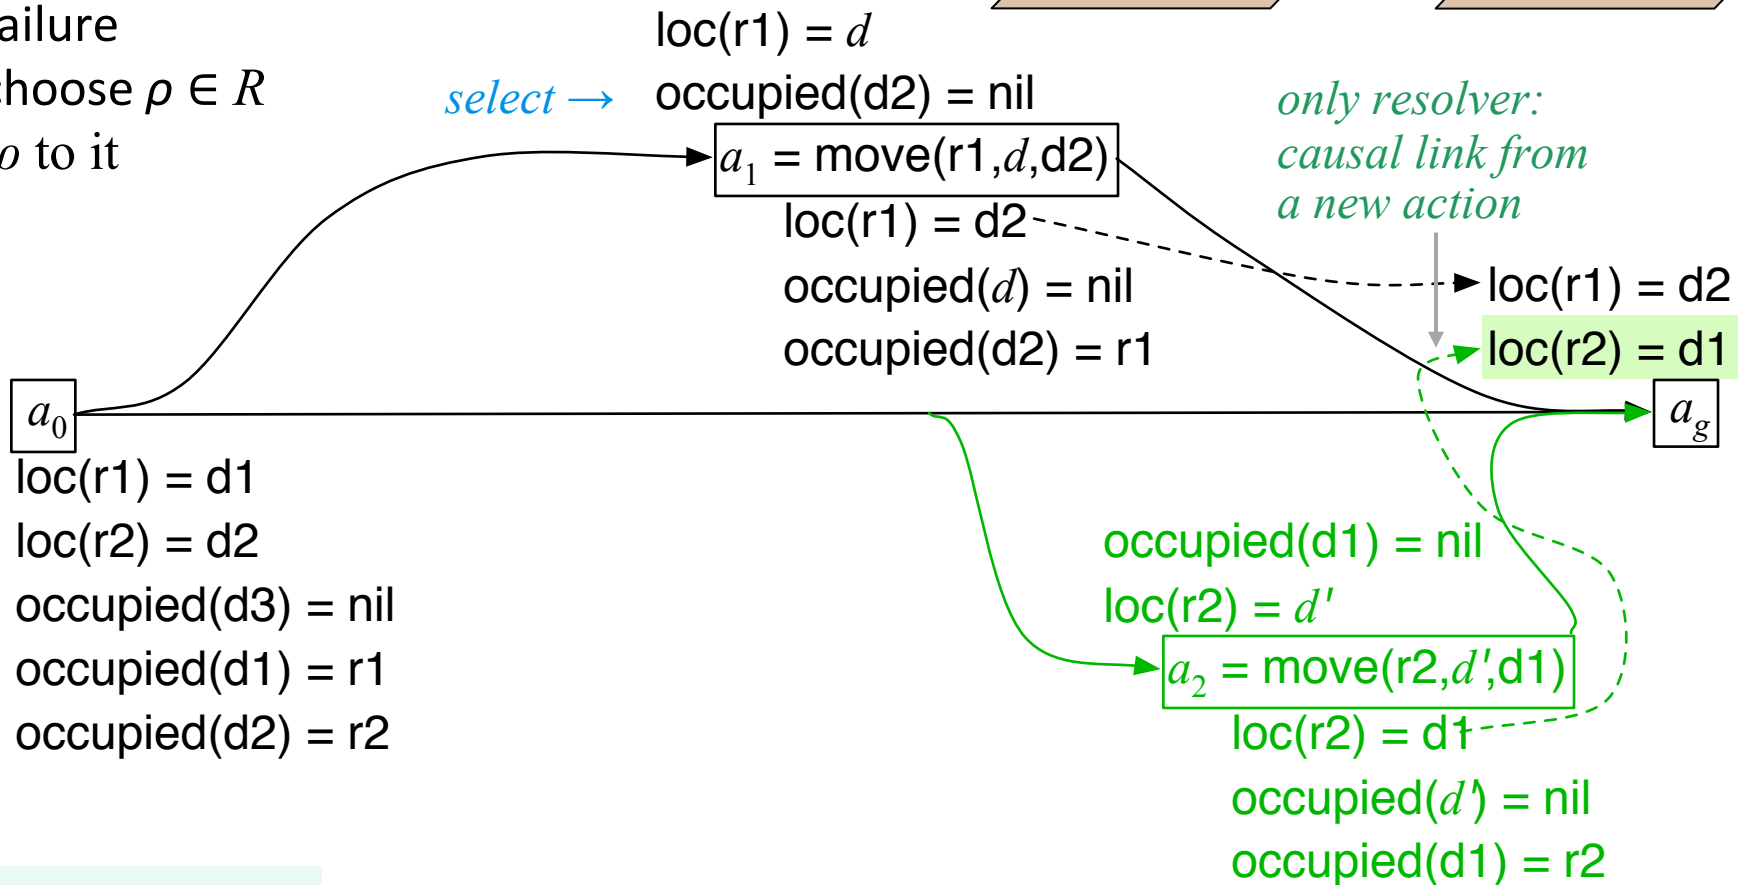 ailure
choose ρ ∈ R
ρ to it
select →
loc(r1) = d
occupied(d2) = nil
a1 = move(r1,d,d2)
loc(r1) = d2
occupied(d) = nil
occupied(d2) = r1
only resolver:
causal link from
a new action
loc(r1) = d2
loc(r2) = d1
a0
ag
loc(r1) = d1
loc(r2) = d2
occupied(d3) = nil
occupied(d1) = r1
occupied(d2) = r2
occupied(d1) = nil
loc(r2) = d'
a2 = move(r2,d',d1)
loc(r2) = d1
occupied(d') = nil
occupied(d1) = r2